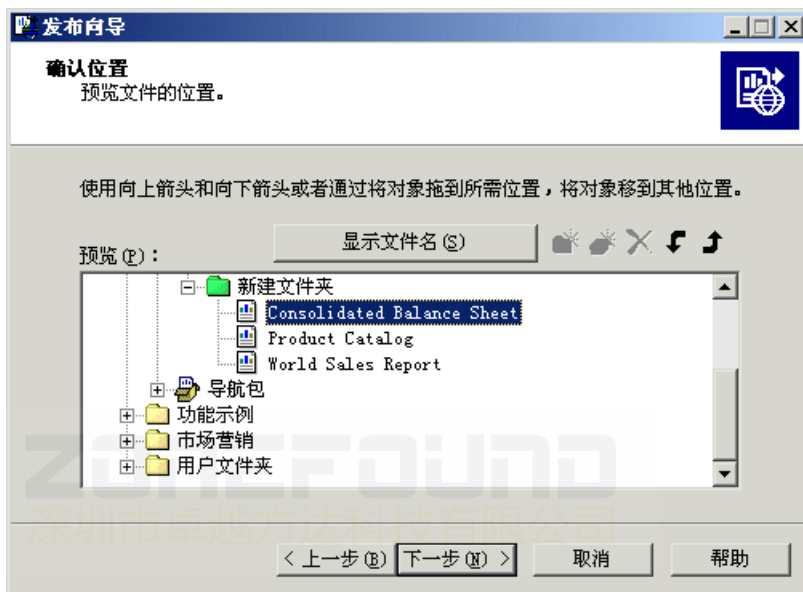 发布向导
确认位置
预览文件的位置。
使用向上箭头和向下箭头或者通过将对象拖到所需位置，将对象移到其他位置。
预览(P)：
显示文件名(S)
新建文件夹
Consolidated Balance Sheet
Product Catalog
World Sales Report
导航包
功能示例
市场营销
用户文件夹
ZONEFOUND
深圳市卓越方达科技有限公司
< 上一步(B)
下一步(N) >
取消
帮助